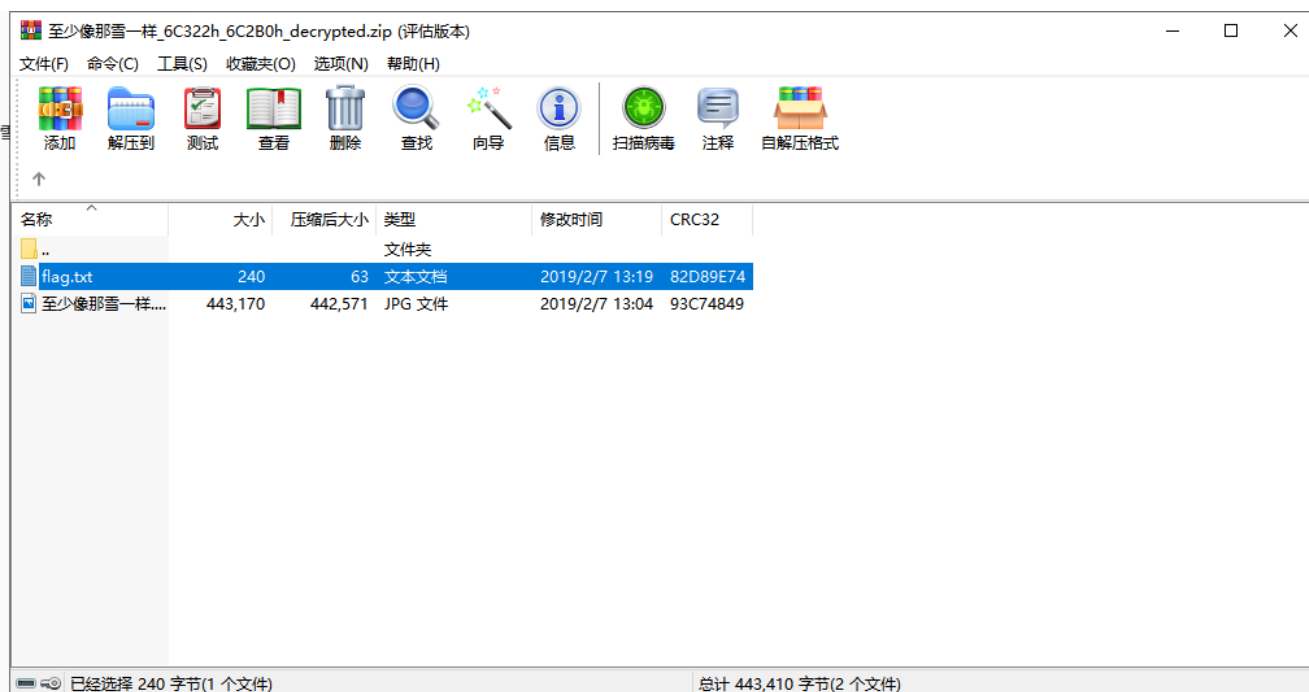 至少像那雪一样_6C322h_6C2B0h_decrypted.zip (评估版本)
文件(F) 命令(C) 工具(S) 收藏夹(O) 选项(N) 帮助(H)
添加 解压到 测试 查看 删除 查找 向导 信息 扫描病毒 注释 自解压格式
名称 大小 压缩后大小 类型 修改时间 CRC32
.. 文件夹
flag.txt 240 63 文本文档 2019/2/7 13:19 82D89E74
至少像那雪一样.... 443,170 442,571 JPG 文件 2019/2/7 13:04 93C74849
已经选择 240 字节(1 个文件) 总计 443,410 字节(2 个文件)